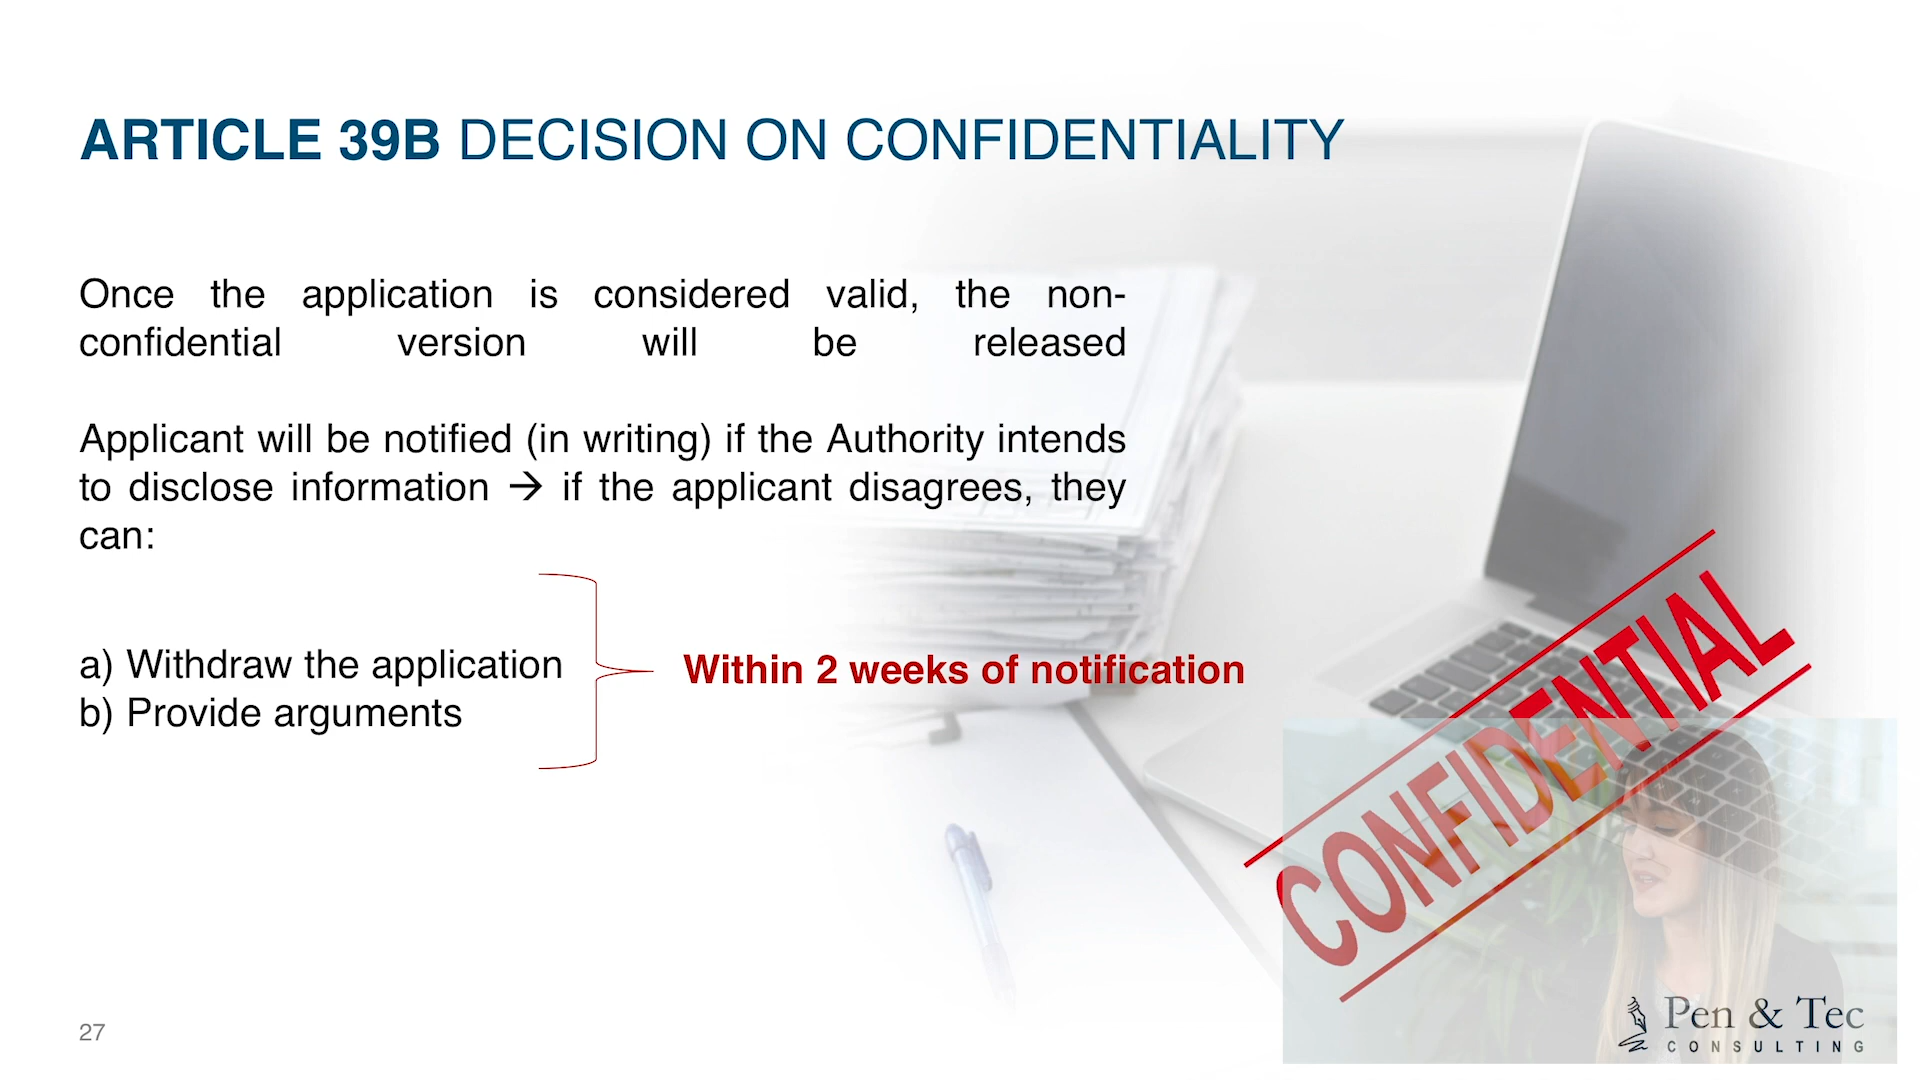 ARTICLE 39B DECISION ON CONFIDENTIALITY
Once the application is considered valid, the non-
confidential version will be released
Applicant will be notified (in writing) if the Authority intends
to disclose information → if the applicant disagrees, they
can:
a) Withdraw the application
b) Provide arguments
Within 2 weeks of notification
CONFIDENTIAL
27
Pen & Tec
CONSULTING